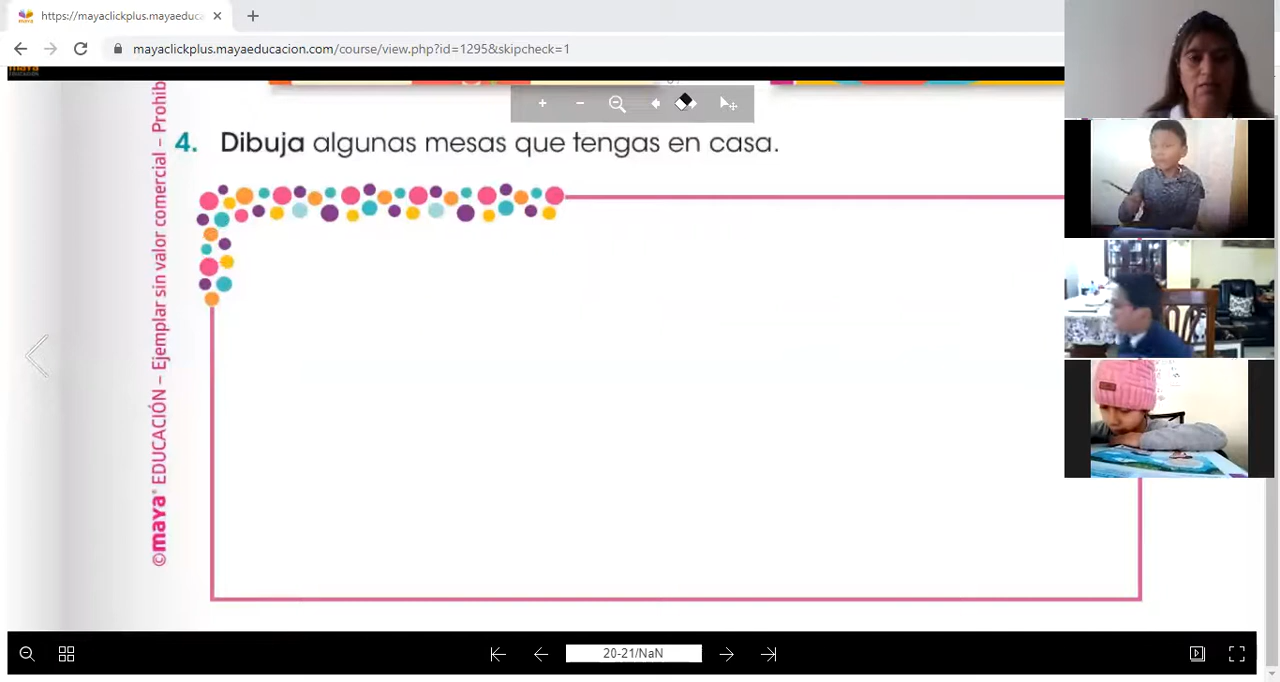 https://mayaclickplus.mayaeduca
mayaclickplus.mayaeducacion.com/course/view.php?id=1295&skipcheck=1
4. Dibuja algunas mesas que tengas en casa.
©maya® EDUCACIÓN – Ejemplar sin valor comercial – Prohib
20-21/NaN